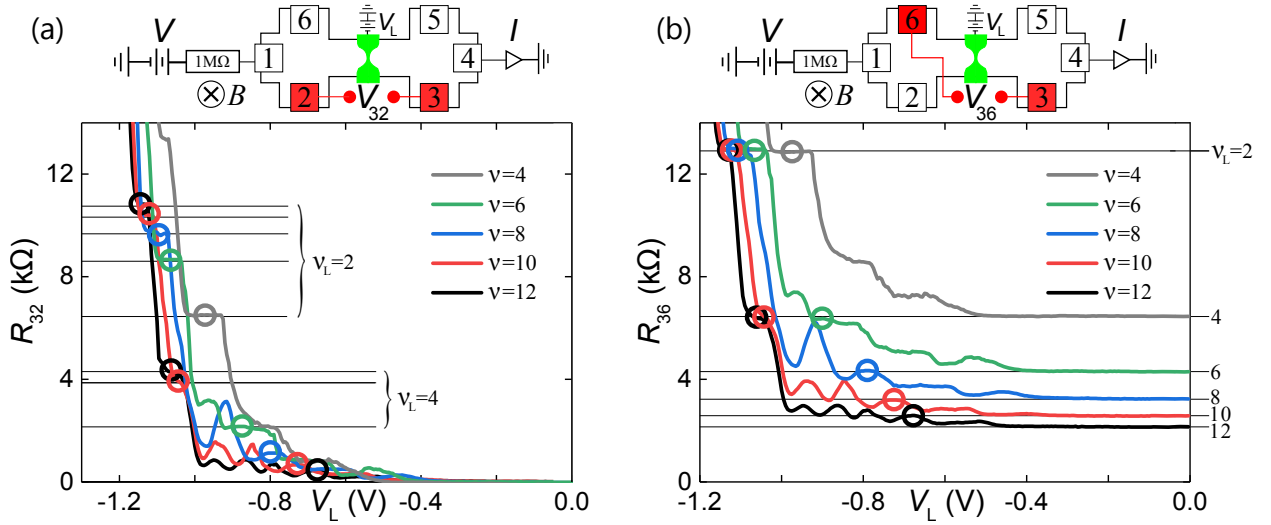 (a)
V
1MΩ
B
1
6
5
2
3
4
V_L
V_32
I
R_32 (kΩ)
12
8
4
0
-1.2
-0.8
-0.4
0.0
V_L (V)
ν=4
ν=6
ν=8
ν=10
ν=12
ν_L=2
ν_L=4
(b)
V
1MΩ
B
1
6
5
2
3
4
V_L
V_36
I
R_36 (kΩ)
12
8
4
0
-1.2
-0.8
-0.4
0.0
V_L (V)
ν=4
ν=6
ν=8
ν=10
ν=12
ν_L=2
4
6
8
10
12